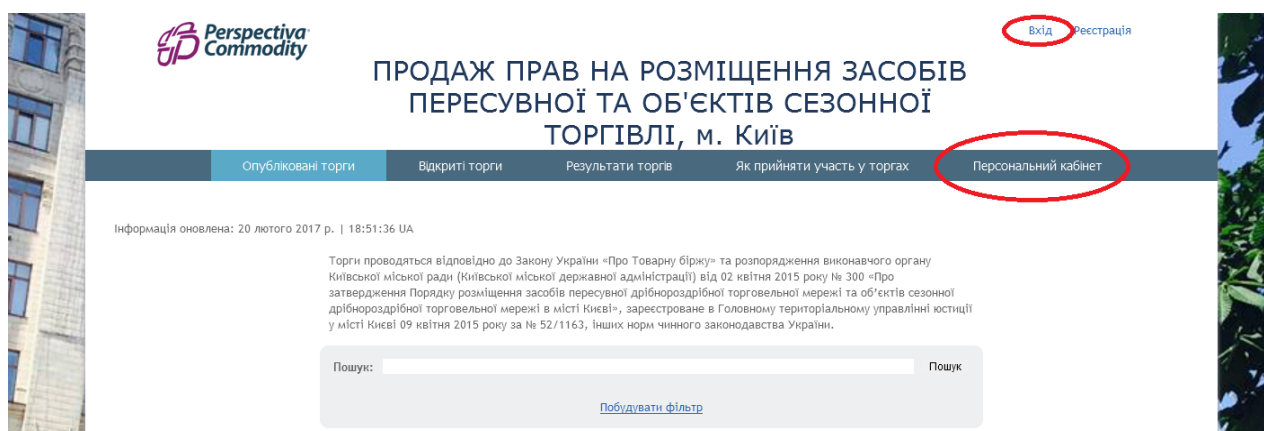 Perspectiva
Commodity
Вхід Реєстрація
ПРОДАЖ ПРАВ НА РОЗМІЩЕННЯ ЗАСОБІВ
ПЕРЕСУВНОЇ ТА ОБ'ЄКТІВ СЕЗОННОЇ
ТОРГІВЛІ, м. Київ
Опубліковані торги Відкриті торги Результати торгів Як прийняти участь у торгах Персональний кабінет
Інформація оновлена: 20 лютого 2017 р. | 18:51:36 UA
Торги проводяться відповідно до Закону України «Про Товарну біржу» та розпорядження виконавчого органу
Київської міської ради (Київської міської державної адміністрації) від 02 квітня 2015 року № 300 «Про
затвердження Порядку розміщення засобів пересувної дрібнороздрібної торговельної мережі та об’єктів сезонної
дрібнороздрібної торговельної мережі в місті Києві», зареєстроване в Головному територіальному управлінні юстиції
у місті Києві 09 квітня 2015 року за № 52/1163, інших норм чинного законодавства України.
Пошук: Пошук
Побудувати фільтр